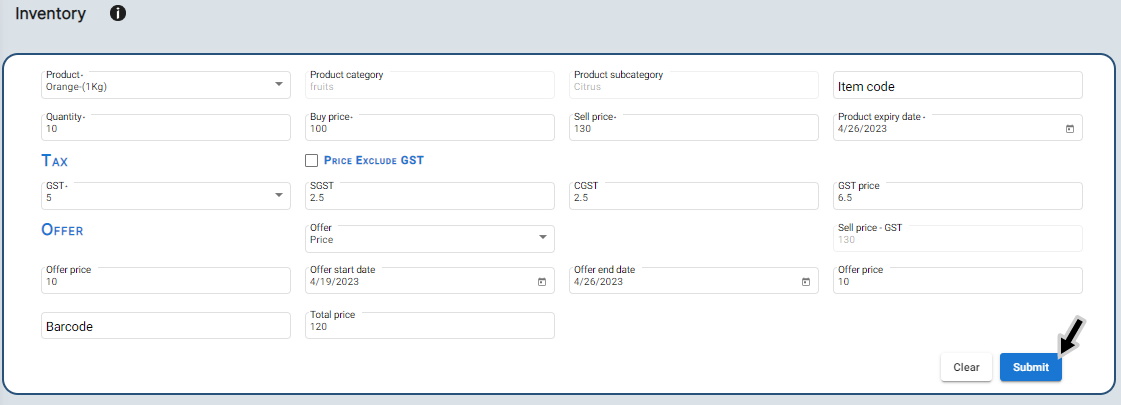 Inventory
Product*
Orange-(1Kg)
Product category
fruits
Product subcategory
Citrus
Item code
Quantity*
10
Buy price*
100
Sell price*
130
Product expiry date *
4/26/2023
Tax
Price Exclude GST
GST*
5
SGST
2.5
CGST
2.5
GST price
6.5
Offer
Offer
Price
Sell price - GST
130
Offer price
10
Offer start date
4/19/2023
Offer end date
4/26/2023
Offer price
10
Barcode
Total price
120
Clear
Submit